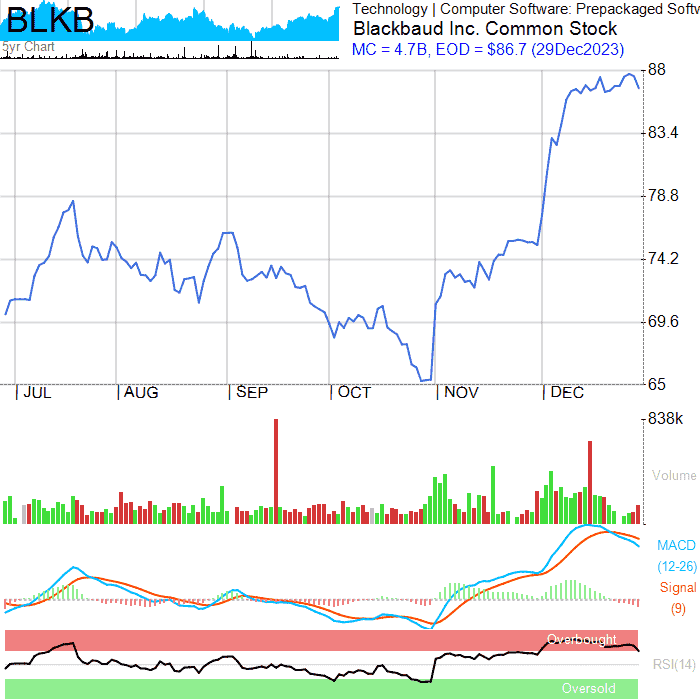 BLKB
5yr Chart
Technology | Computer Software: Prepackaged Softw
Blackbaud Inc. Common Stock
MC = 4.7B, EOD = $86.7 (29Dec2023)
88
83.4
78.8
74.2
69.6
65
| JUL | AUG | SEP | OCT | NOV | DEC
838k
Volume
MACD
(12-26)
Signal
(9)
Overbought
RSI(14)
Oversold